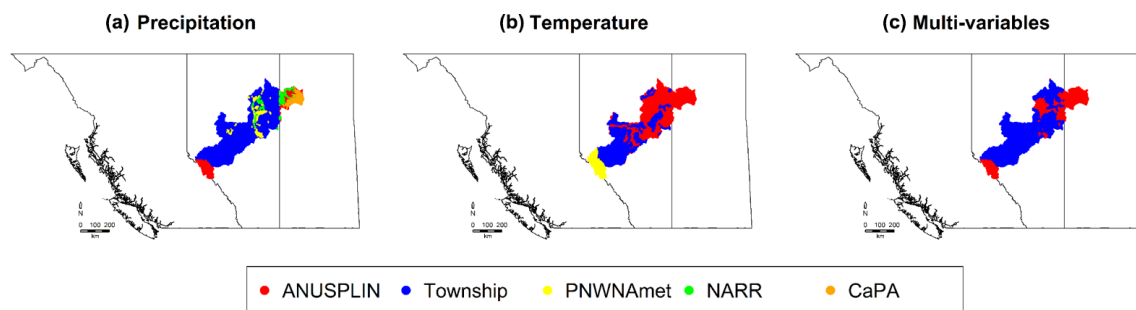 (a) Precipitation
(b) Temperature
(c) Multi-variables
N
0 100 200
km
N
0 100 200
km
N
0 100 200
km
ANUSPLIN Township PNWNAmet NARR CaPA